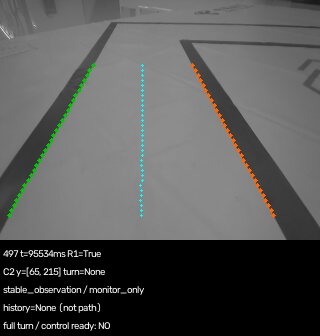 497 t=95534ms R1=True
C2 y=[65, 215] turn=None
stable_observation / monitor_only
history=None (not path)
full turn / control ready: NO